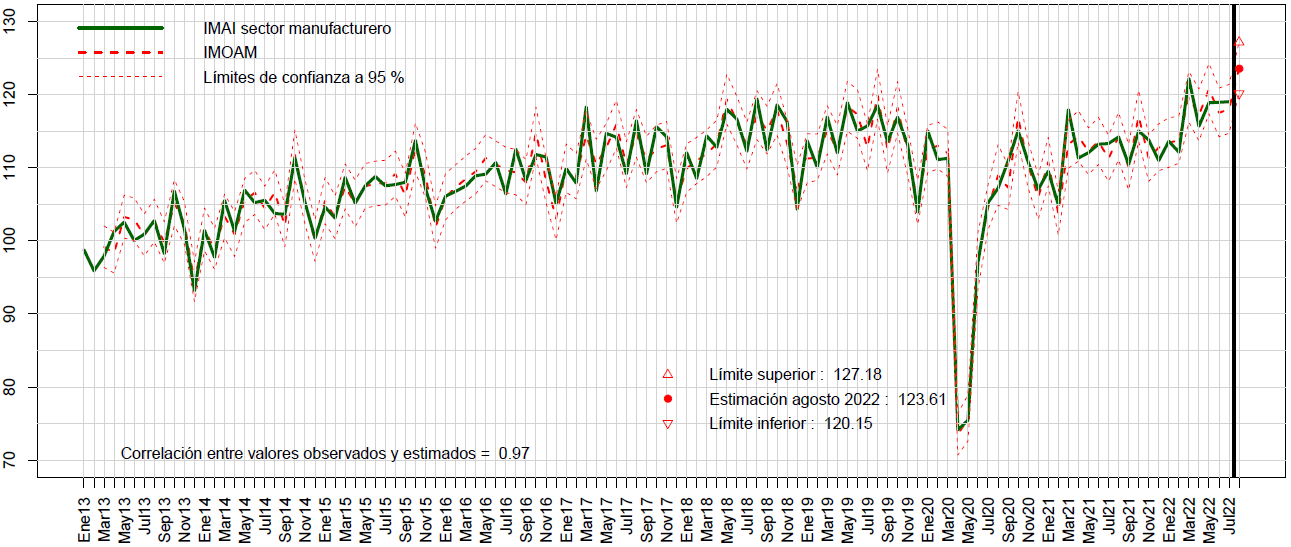 IMAI sector manufacturero
IMOAM
Límites de confianza a 95 %
130
120
110
100
90
80
70
Límite superior : 127.18
Estimación agosto 2022 : 123.61
Límite inferior : 120.15
Correlación entre valores observados y estimados = 0.97
Ene13
Mar13
May13
Jul13
Sep13
Nov13
Ene14
Mar14
May14
Jul14
Sep14
Nov14
Ene15
Mar15
May15
Jul15
Sep15
Nov15
Ene16
Mar16
May16
Jul16
Sep16
Nov16
Ene17
Mar17
May17
Jul17
Sep17
Nov17
Ene18
Mar18
May18
Jul18
Sep18
Nov18
Ene19
Mar19
May19
Jul19
Sep19
Nov19
Ene20
Mar20
May20
Jul20
Sep20
Nov20
Ene21
Mar21
May21
Jul21
Sep21
Nov21
Ene22
Mar22
May22
Jul22